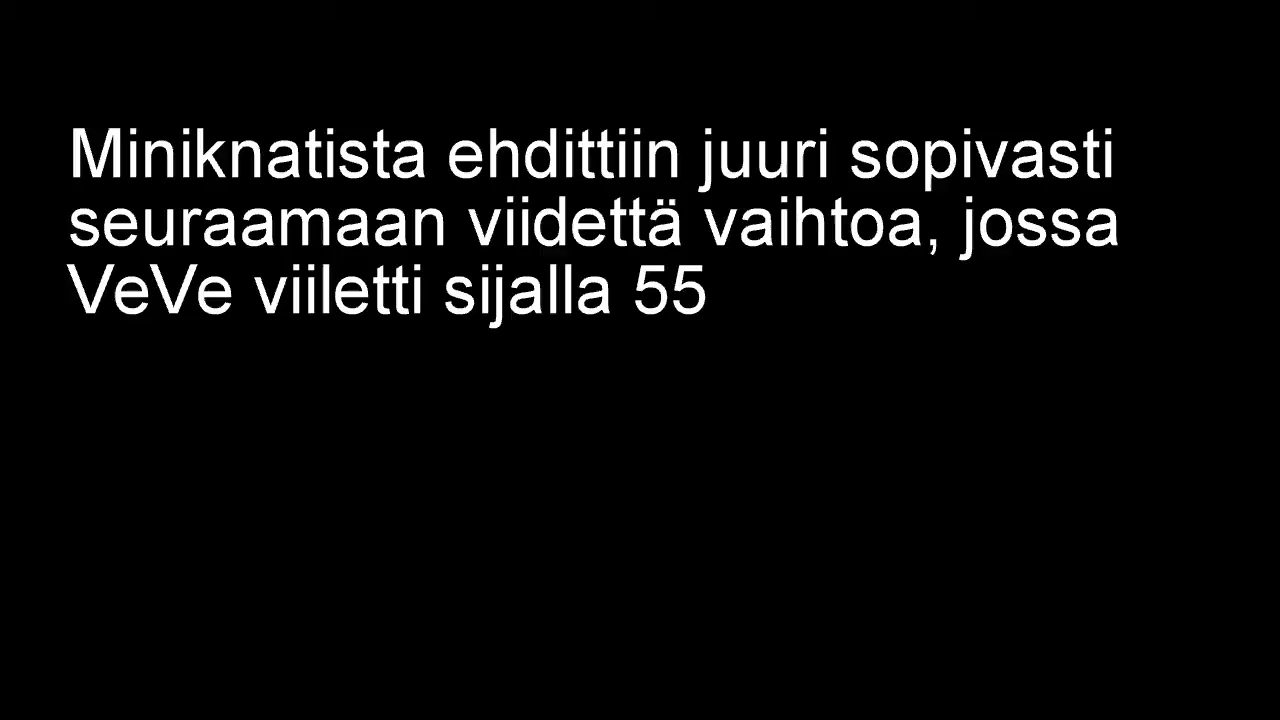 Miniknatista ehdittiin juuri sopivasti
seuraamaan viidettä vaihtoa, jossa
VeVe viiletti sijalla 55